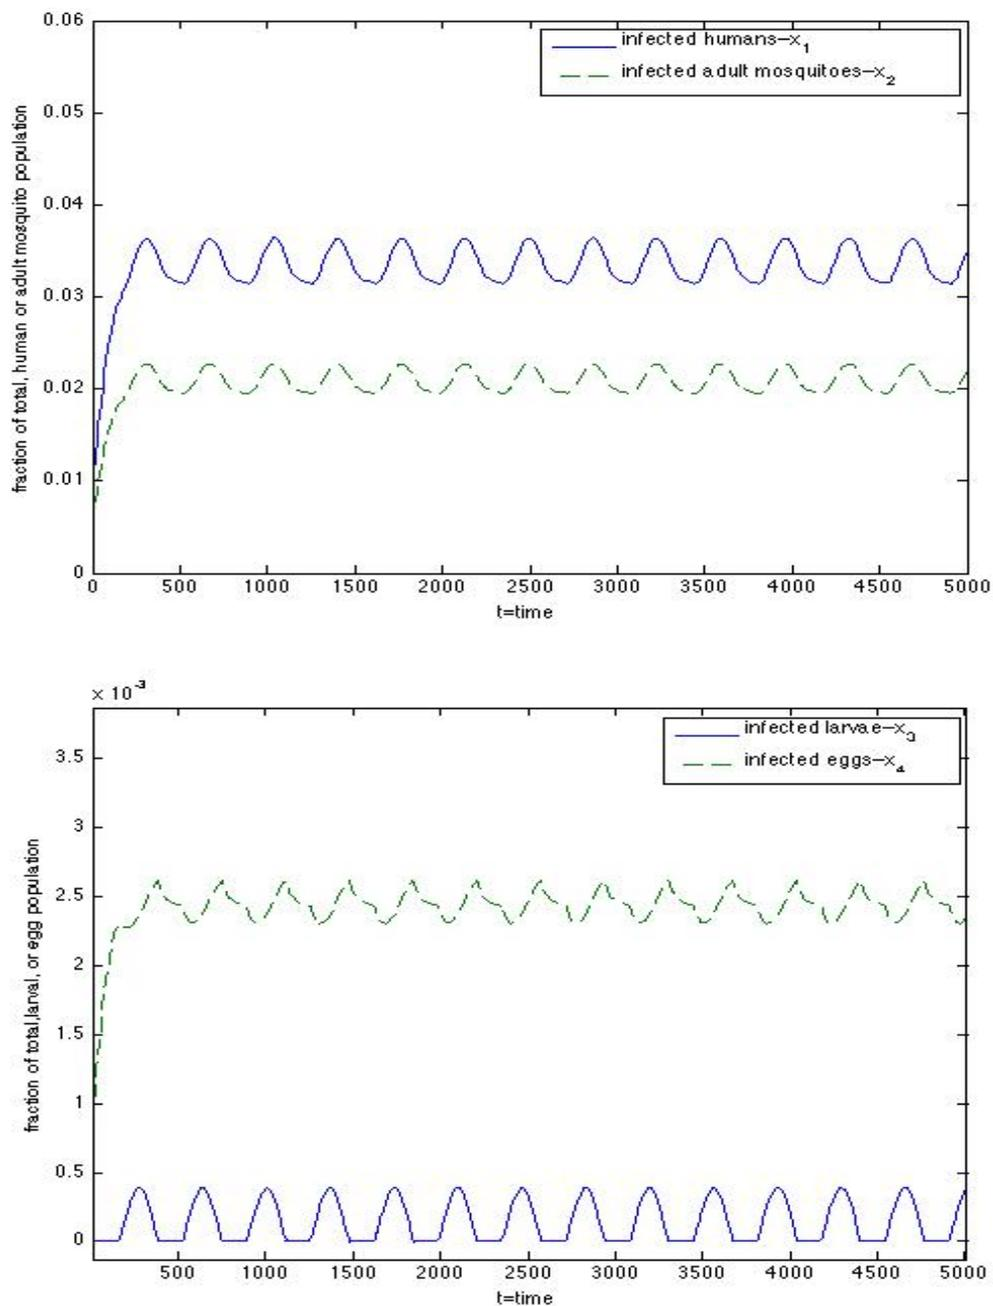 0.06
infected humans–x₁
infected adult mosquitoes–x₂
0.05
0.04
0.03
0.02
0.01
0
fraction of total, human or adult mosquito population
0 500 1000 1500 2000 2500 3000 3500 4000 4500 5000
t=time
× 10⁻³
infected larvae–x₃
infected eggs–x₄
3.5
3
2.5
2
1.5
1
0.5
0
fraction of total,larval, or egg population
500 1000 1500 2000 2500 3000 3500 4000 4500 5000
t=time